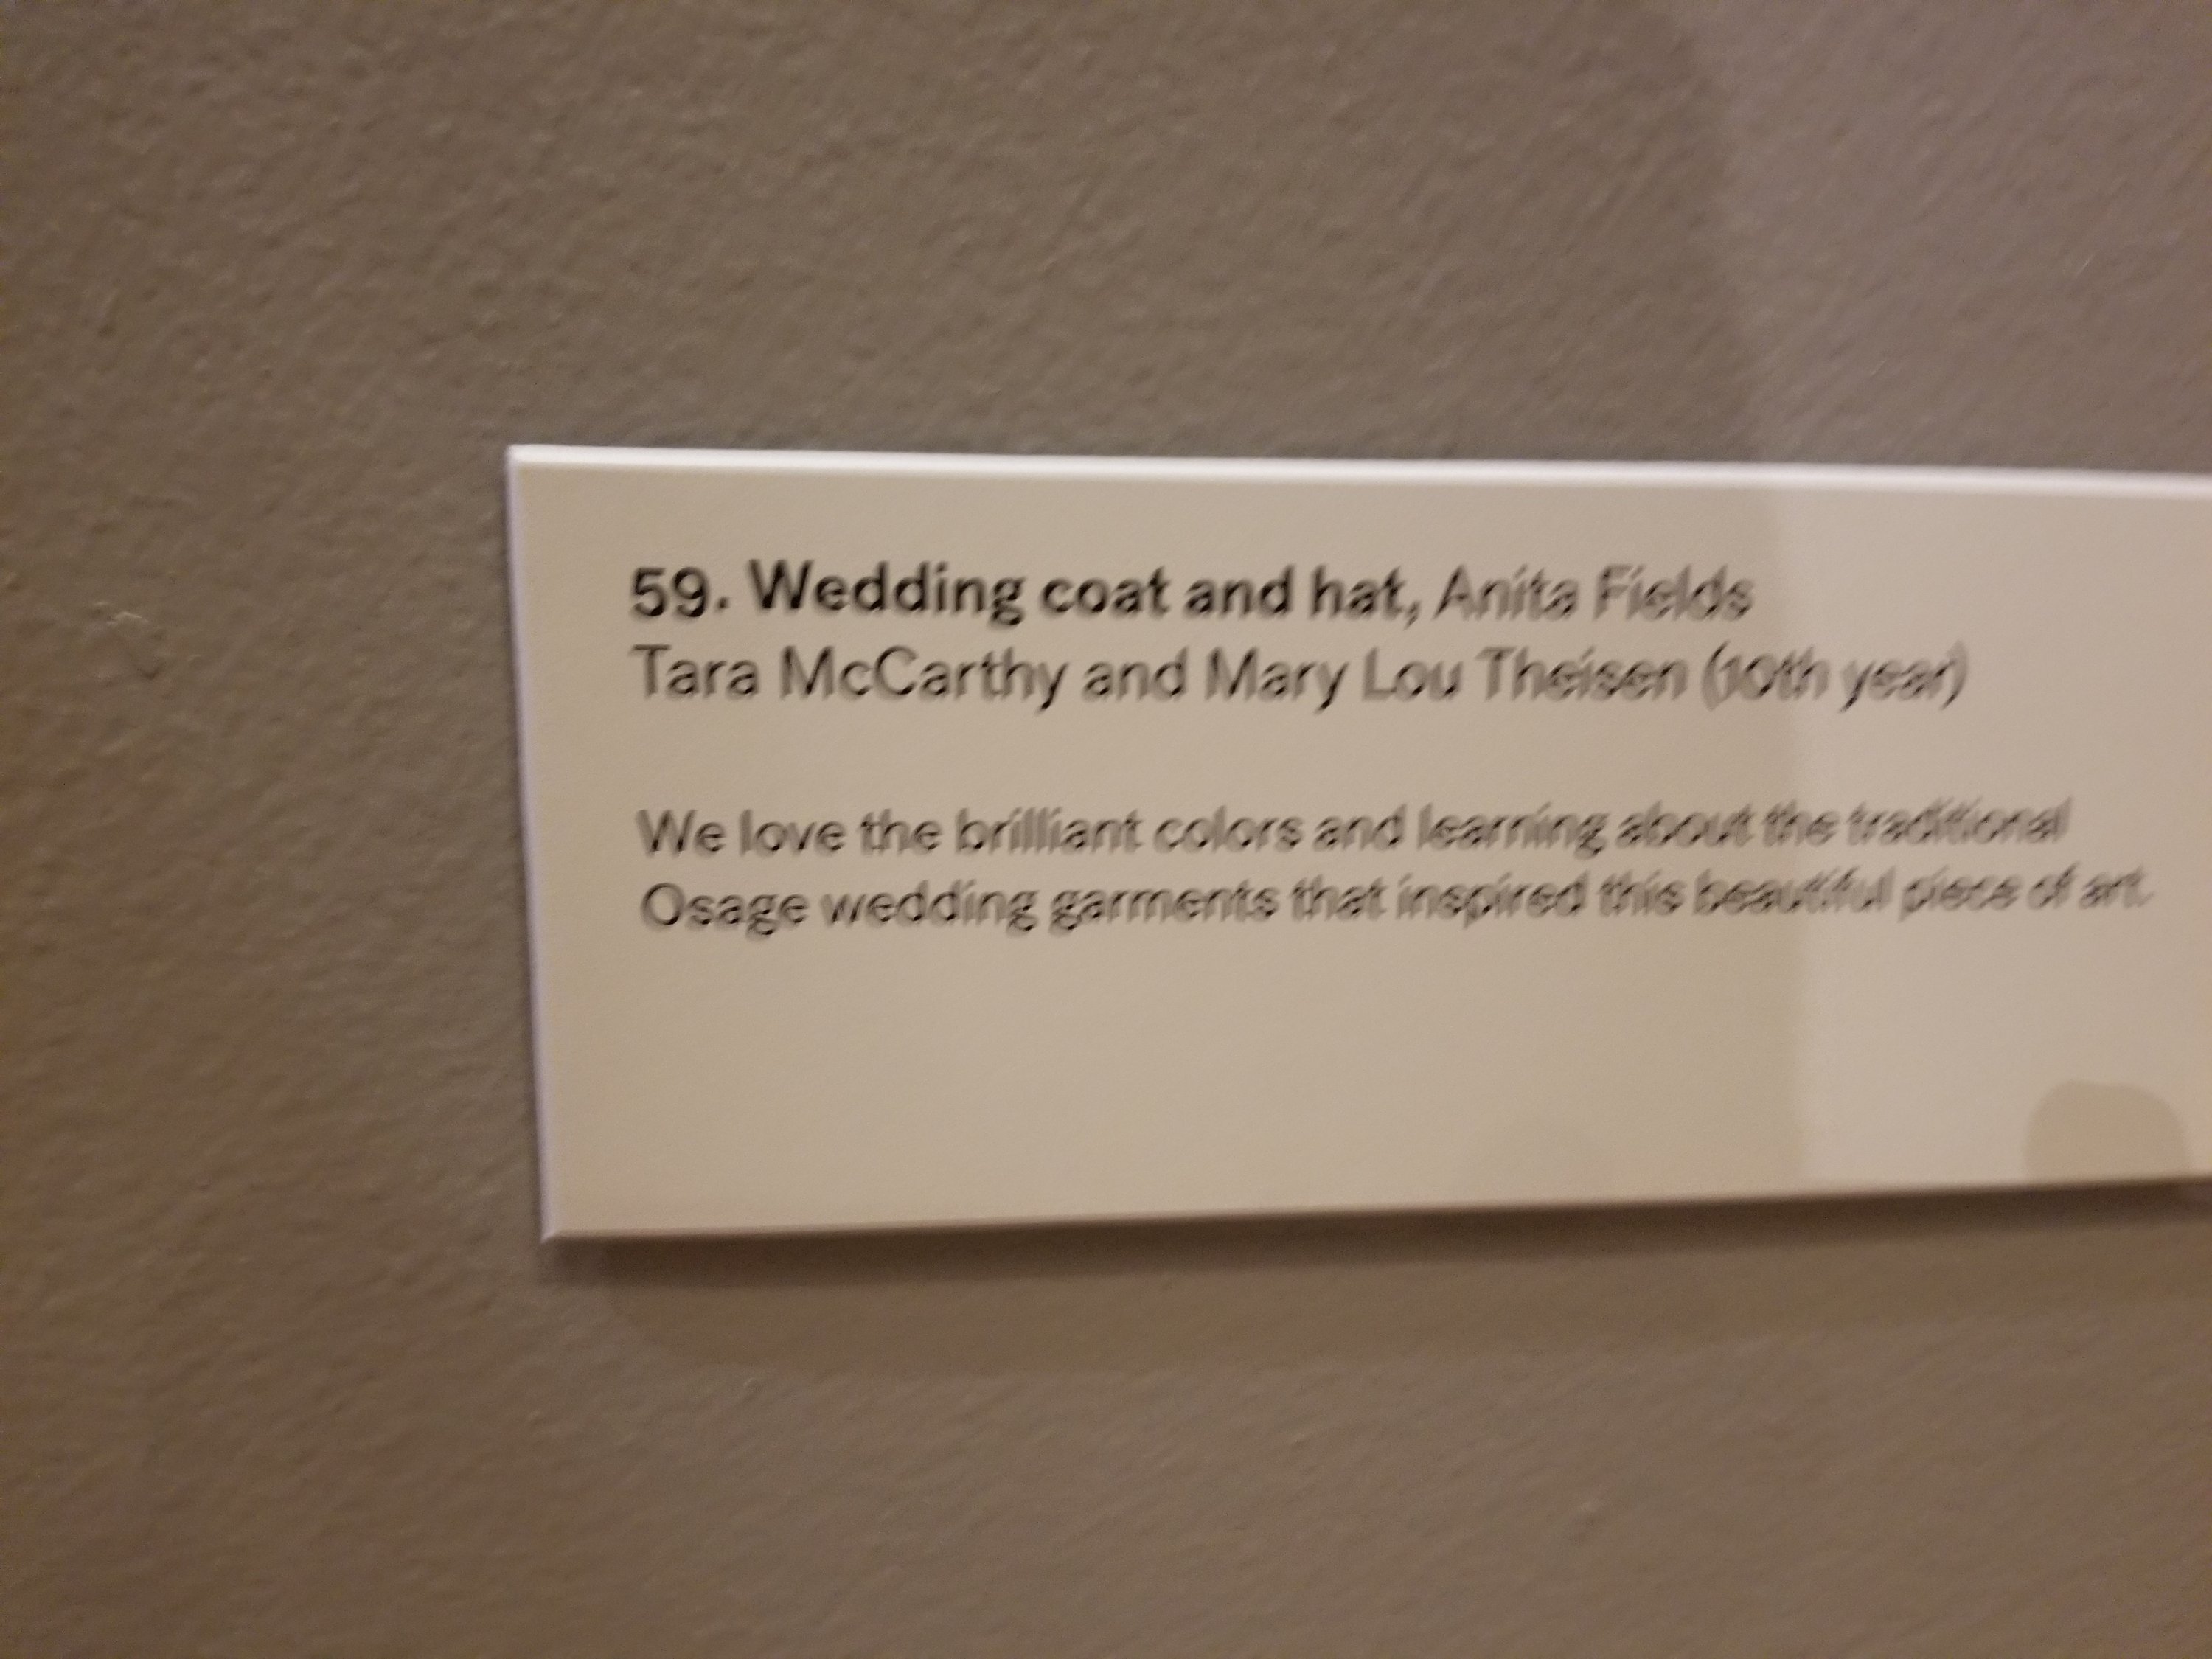 59. Wedding coat and hat, Anita Fields
Tara McCarthy and Mary Lou Theisen (10th year)
We love the brilliant colors and learning about the traditional
Osage wedding garments that inspired this beautiful piece of art.